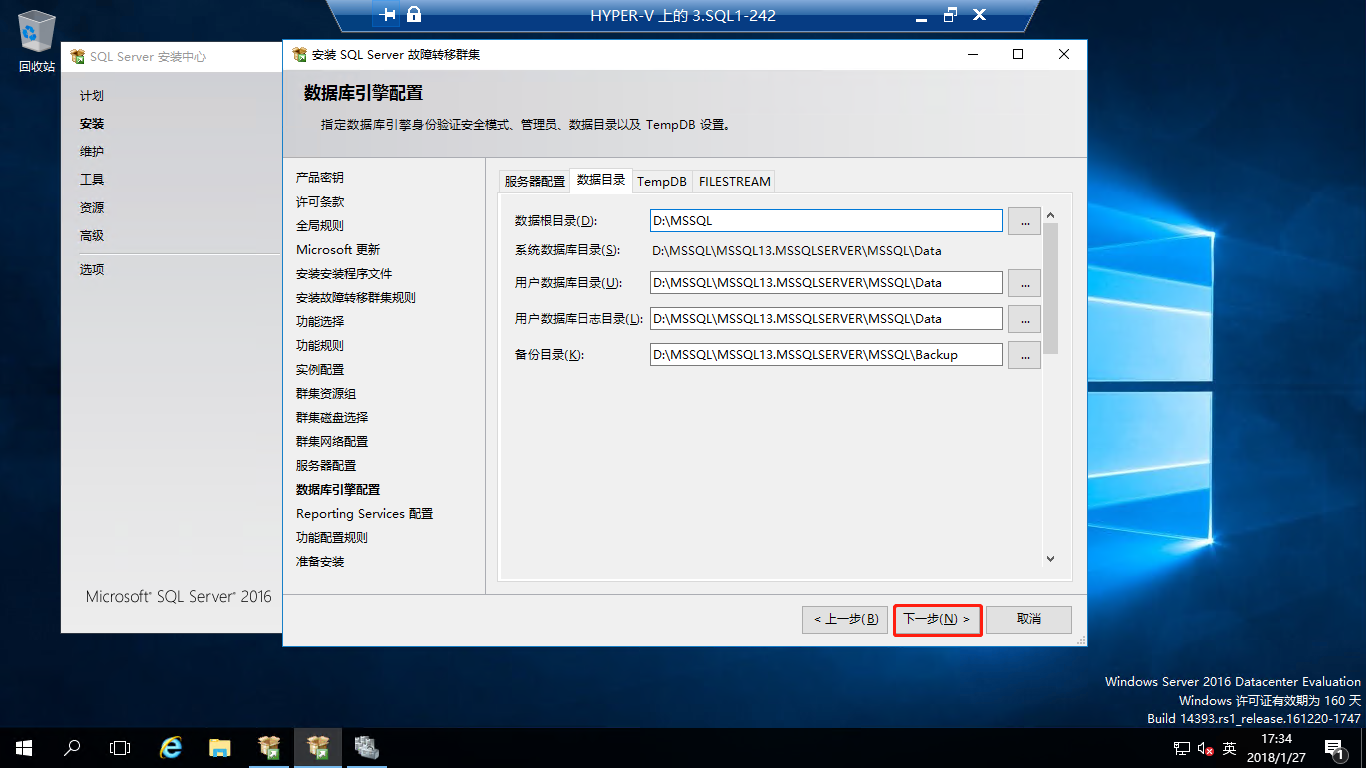 HYPER-V 上的 3.SQL1-242
回收站
SQL Server 安装中心
计划
安装
维护
工具
资源
高级
选项
Microsoft® SQL Server® 2016
安装 SQL Server 故障转移群集
数据库引擎配置
指定数据库引擎身份验证安全模式、管理员、数据目录以及 TempDB 设置。
产品密钥
许可条款
全局规则
Microsoft 更新
安装安装程序文件
安装故障转移群集规则
功能选择
功能规则
实例配置
群集资源组
群集磁盘选择
群集网络配置
服务器配置
数据库引擎配置
Reporting Services 配置
功能配置规则
准备安装
服务器配置 数据目录 TempDB FILESTREAM
数据根目录(D): D:\MSSQL ...
系统数据库目录(S): D:\MSSQL\MSSQL13.MSSQLSERVER\MSSQL\Data
用户数据库目录(U): D:\MSSQL\MSSQL13.MSSQLSERVER\MSSQL\Data ...
用户数据库日志目录(L): D:\MSSQL\MSSQL13.MSSQLSERVER\MSSQL\Data ...
备份目录(K): D:\MSSQL\MSSQL13.MSSQLSERVER\MSSQL\Backup ...
< 上一步(B) 下一步(N) > 取消
Windows Server 2016 Datacenter Evaluation
Windows 许可证有效期为 160 天
Build 14393.rs1_release.161220-1747
英
17:34
2018/1/27
1